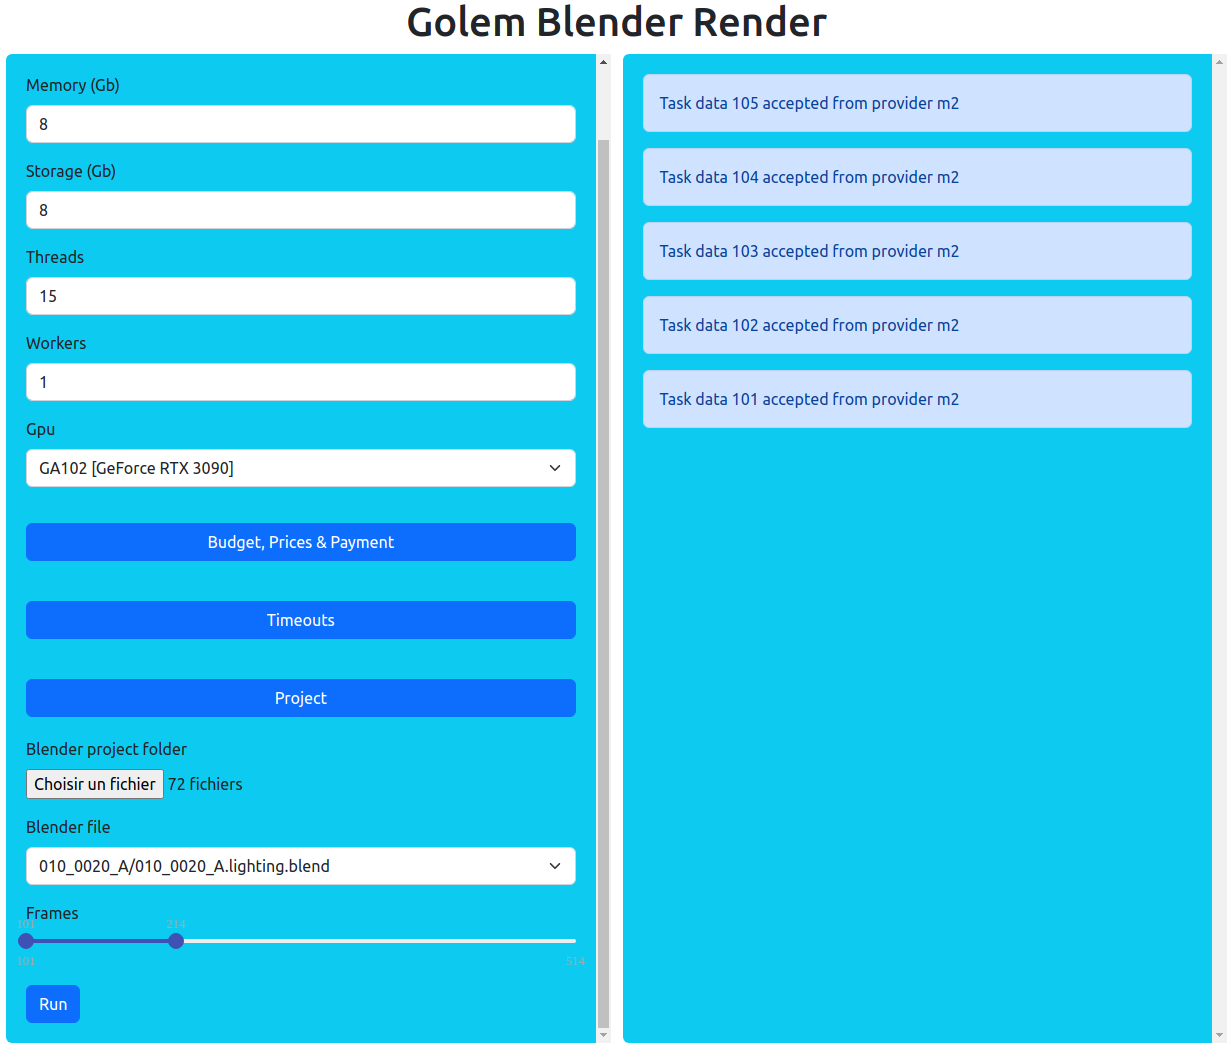 Golem Blender Render
Memory (Gb)
8
Storage (Gb)
8
Threads
15
Workers
1
Gpu
GA102 [GeForce RTX 3090]
Budget, Prices & Payment
Timeouts
Project
Blender project folder
Choisir un fichier 72 fichiers
Blender file
010_0020_A/010_0020_A.lighting.blend
Frames
101 214
101 514
Run
Task data 105 accepted from provider m2
Task data 104 accepted from provider m2
Task data 103 accepted from provider m2
Task data 102 accepted from provider m2
Task data 101 accepted from provider m2